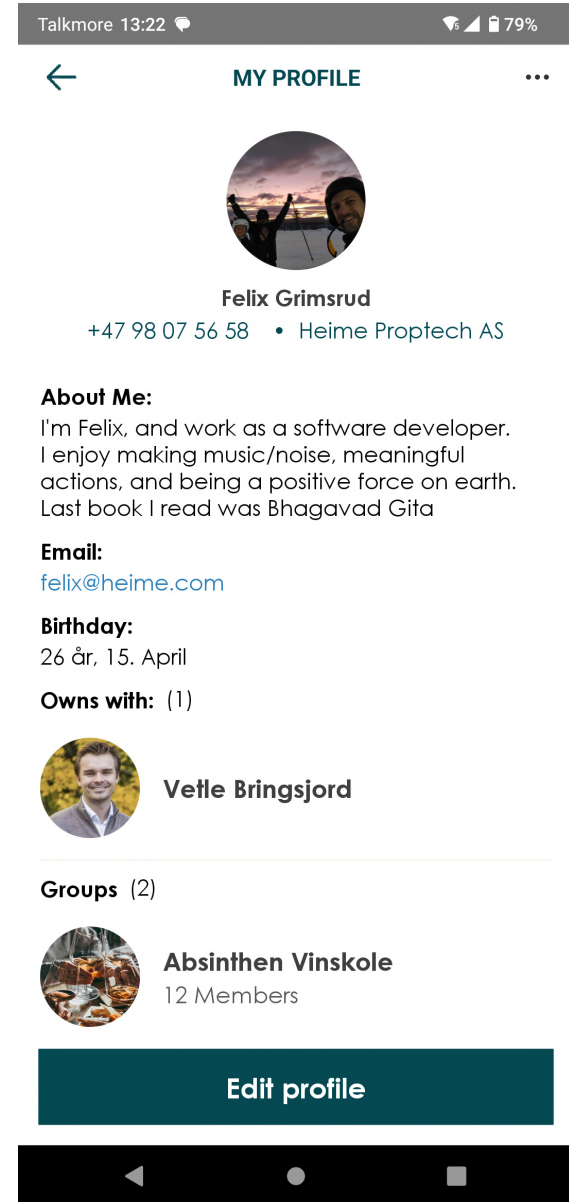 Talkmore 13:22 79%
MY PROFILE
Felix Grimsrud
+47 98 07 56 58 • Heime Proptech AS
About Me:
I'm Felix, and work as a software developer.
I enjoy making music/noise, meaningful
actions, and being a positive force on earth.
Last book I read was Bhagavad Gita
Email:
felix@heime.com
Birthday:
26 år, 15. April
Owns with: (1)
Vetle Bringsjord
Groups (2)
Absinthen Vinskole
12 Members
Edit profile